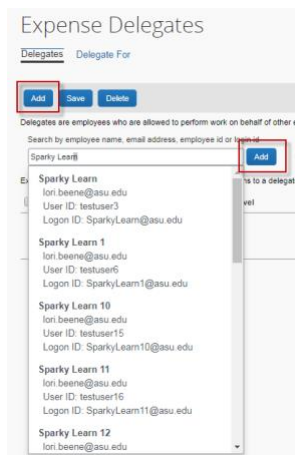 Expense Delegates
Delegates Delegate For
Add Save Delete
Delegates are employees who are allowed to perform work on behalf of other e
Search by employee name, email address, employee id or login id
Sparky Learn Add
Ex ns to a delegat
vel
Sparky Learn
lori.beene@asu.edu
User ID: testuser3
Logon ID: SparkyLearn@asu.edu
Sparky Learn 1
lori.beene@asu.edu
User ID: testuser6
Logon ID: SparkyLearn1@asu.edu
Sparky Learn 10
lori.beene@asu.edu
User ID: testuser15
Logon ID: SparkyLearn10@asu.edu
Sparky Learn 11
lori.beene@asu.edu
User ID: testuser16
Logon ID: SparkyLearn11@asu.edu
Sparky Learn 12
lori.beene@asu.edu